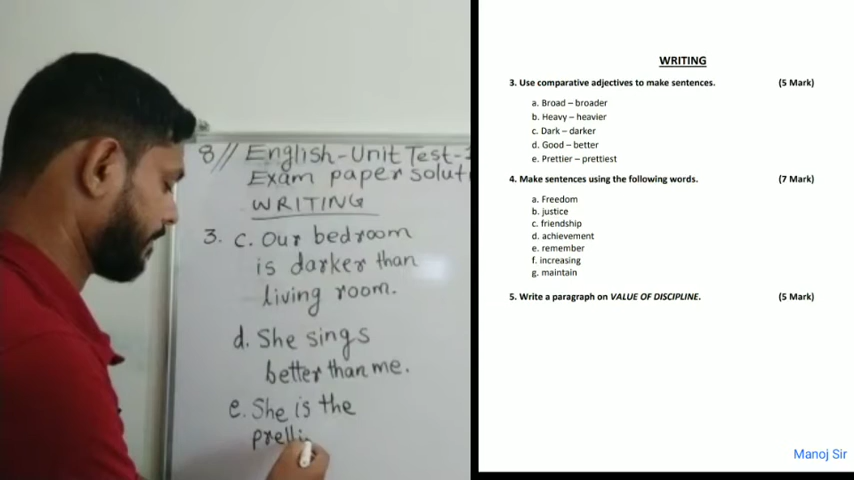 8// English-Unit Test-
Exam paper solut
WRITING
3. c. Our bedroom
is darker than
living room.
d. She sings
better than me.
e. She is the
pretti
WRITING
3. Use comparative adjectives to make sentences. (5 Mark)
a. Broad – broader
b. Heavy – heavier
c. Dark – darker
d. Good – better
e. Prettier – prettiest
4. Make sentences using the following words. (7 Mark)
a. Freedom
b. justice
c. friendship
d. achievement
e. remember
f. increasing
g. maintain
5. Write a paragraph on VALUE OF DISCIPLINE. (5 Mark)
Manoj Sir